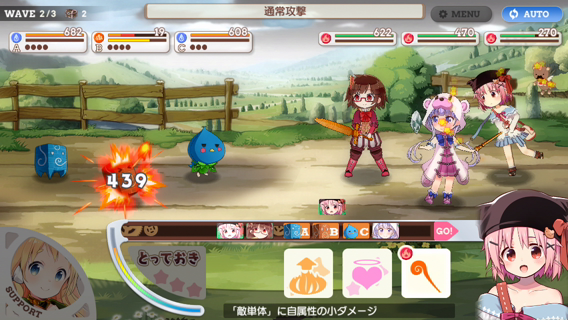 WAVE 2/3 2
通常攻撃
MENU
AUTO
682 19 608
A B C
522 470 270
439
A B C GO!
とっておき
SUPPORT
「敵単体」に自属性の小ダメージ